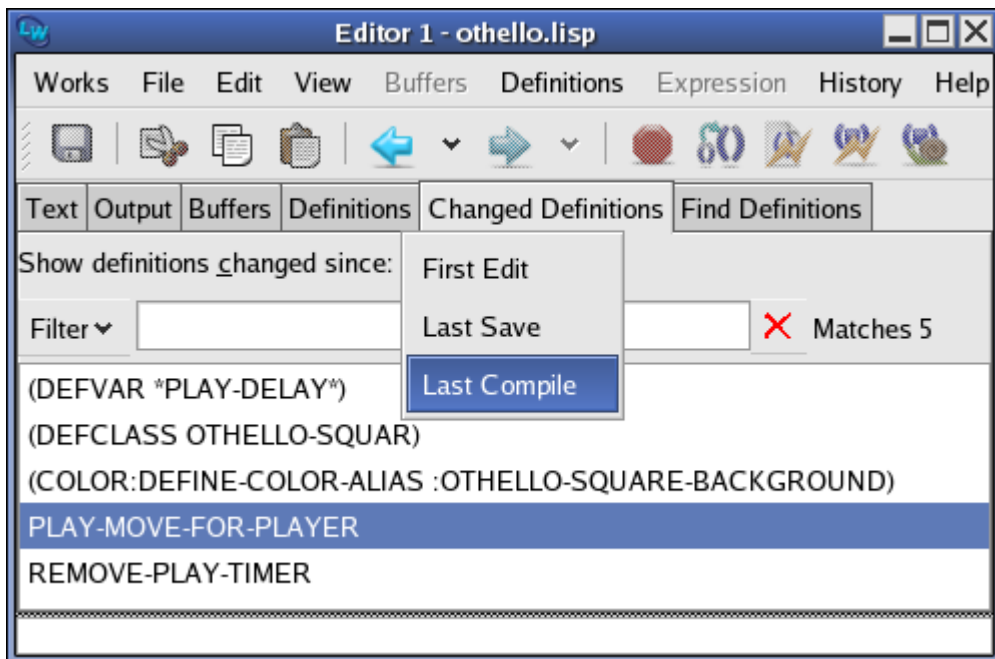 LW
Editor 1 - othello.lisp
Works File Edit View Buffers Definitions Expression History Help
Text Output Buffers Definitions Changed Definitions Find Definitions
Show definitions changed since:
First Edit
Last Save
Last Compile
Filter
Matches 5
(DEFVAR *PLAY-DELAY*)
(DEFCLASS OTHELLO-SQUAR)
(COLOR:DEFINE-COLOR-ALIAS :OTHELLO-SQUARE-BACKGROUND)
PLAY-MOVE-FOR-PLAYER
REMOVE-PLAY-TIMER